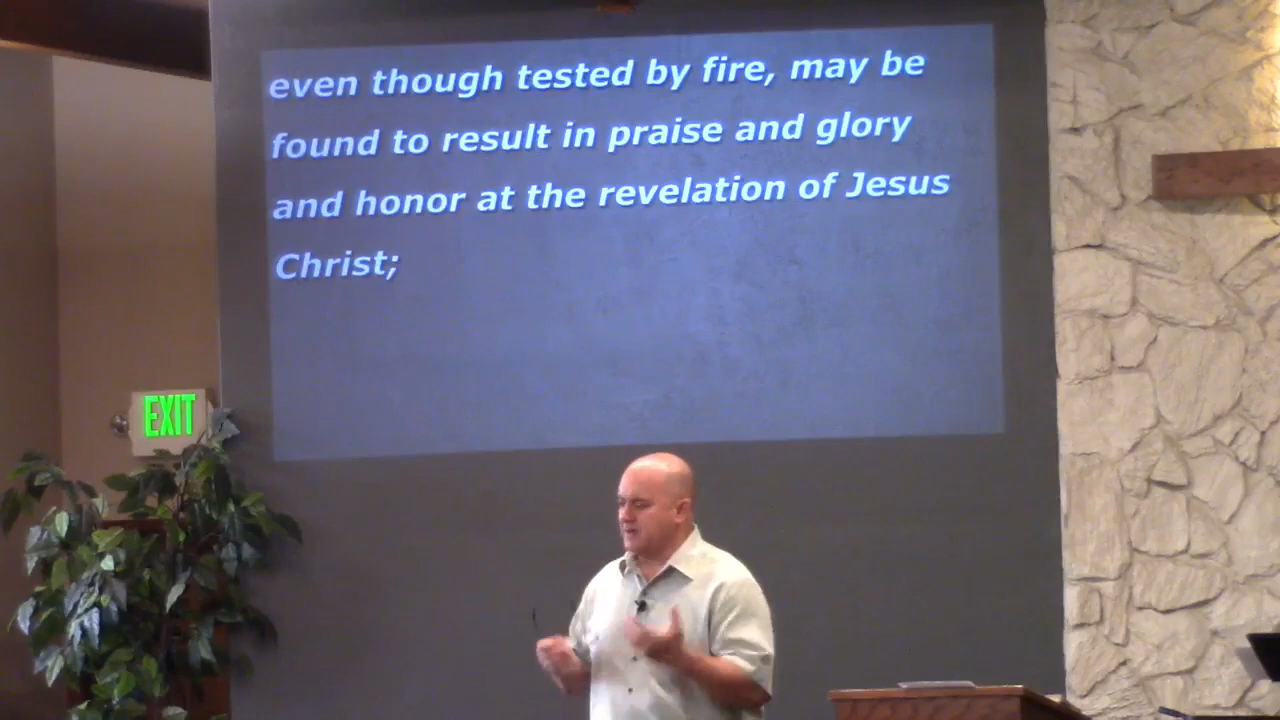 even though tested by fire, may be
found to result in praise and glory
and honor at the revelation of Jesus
Christ;
EXIT